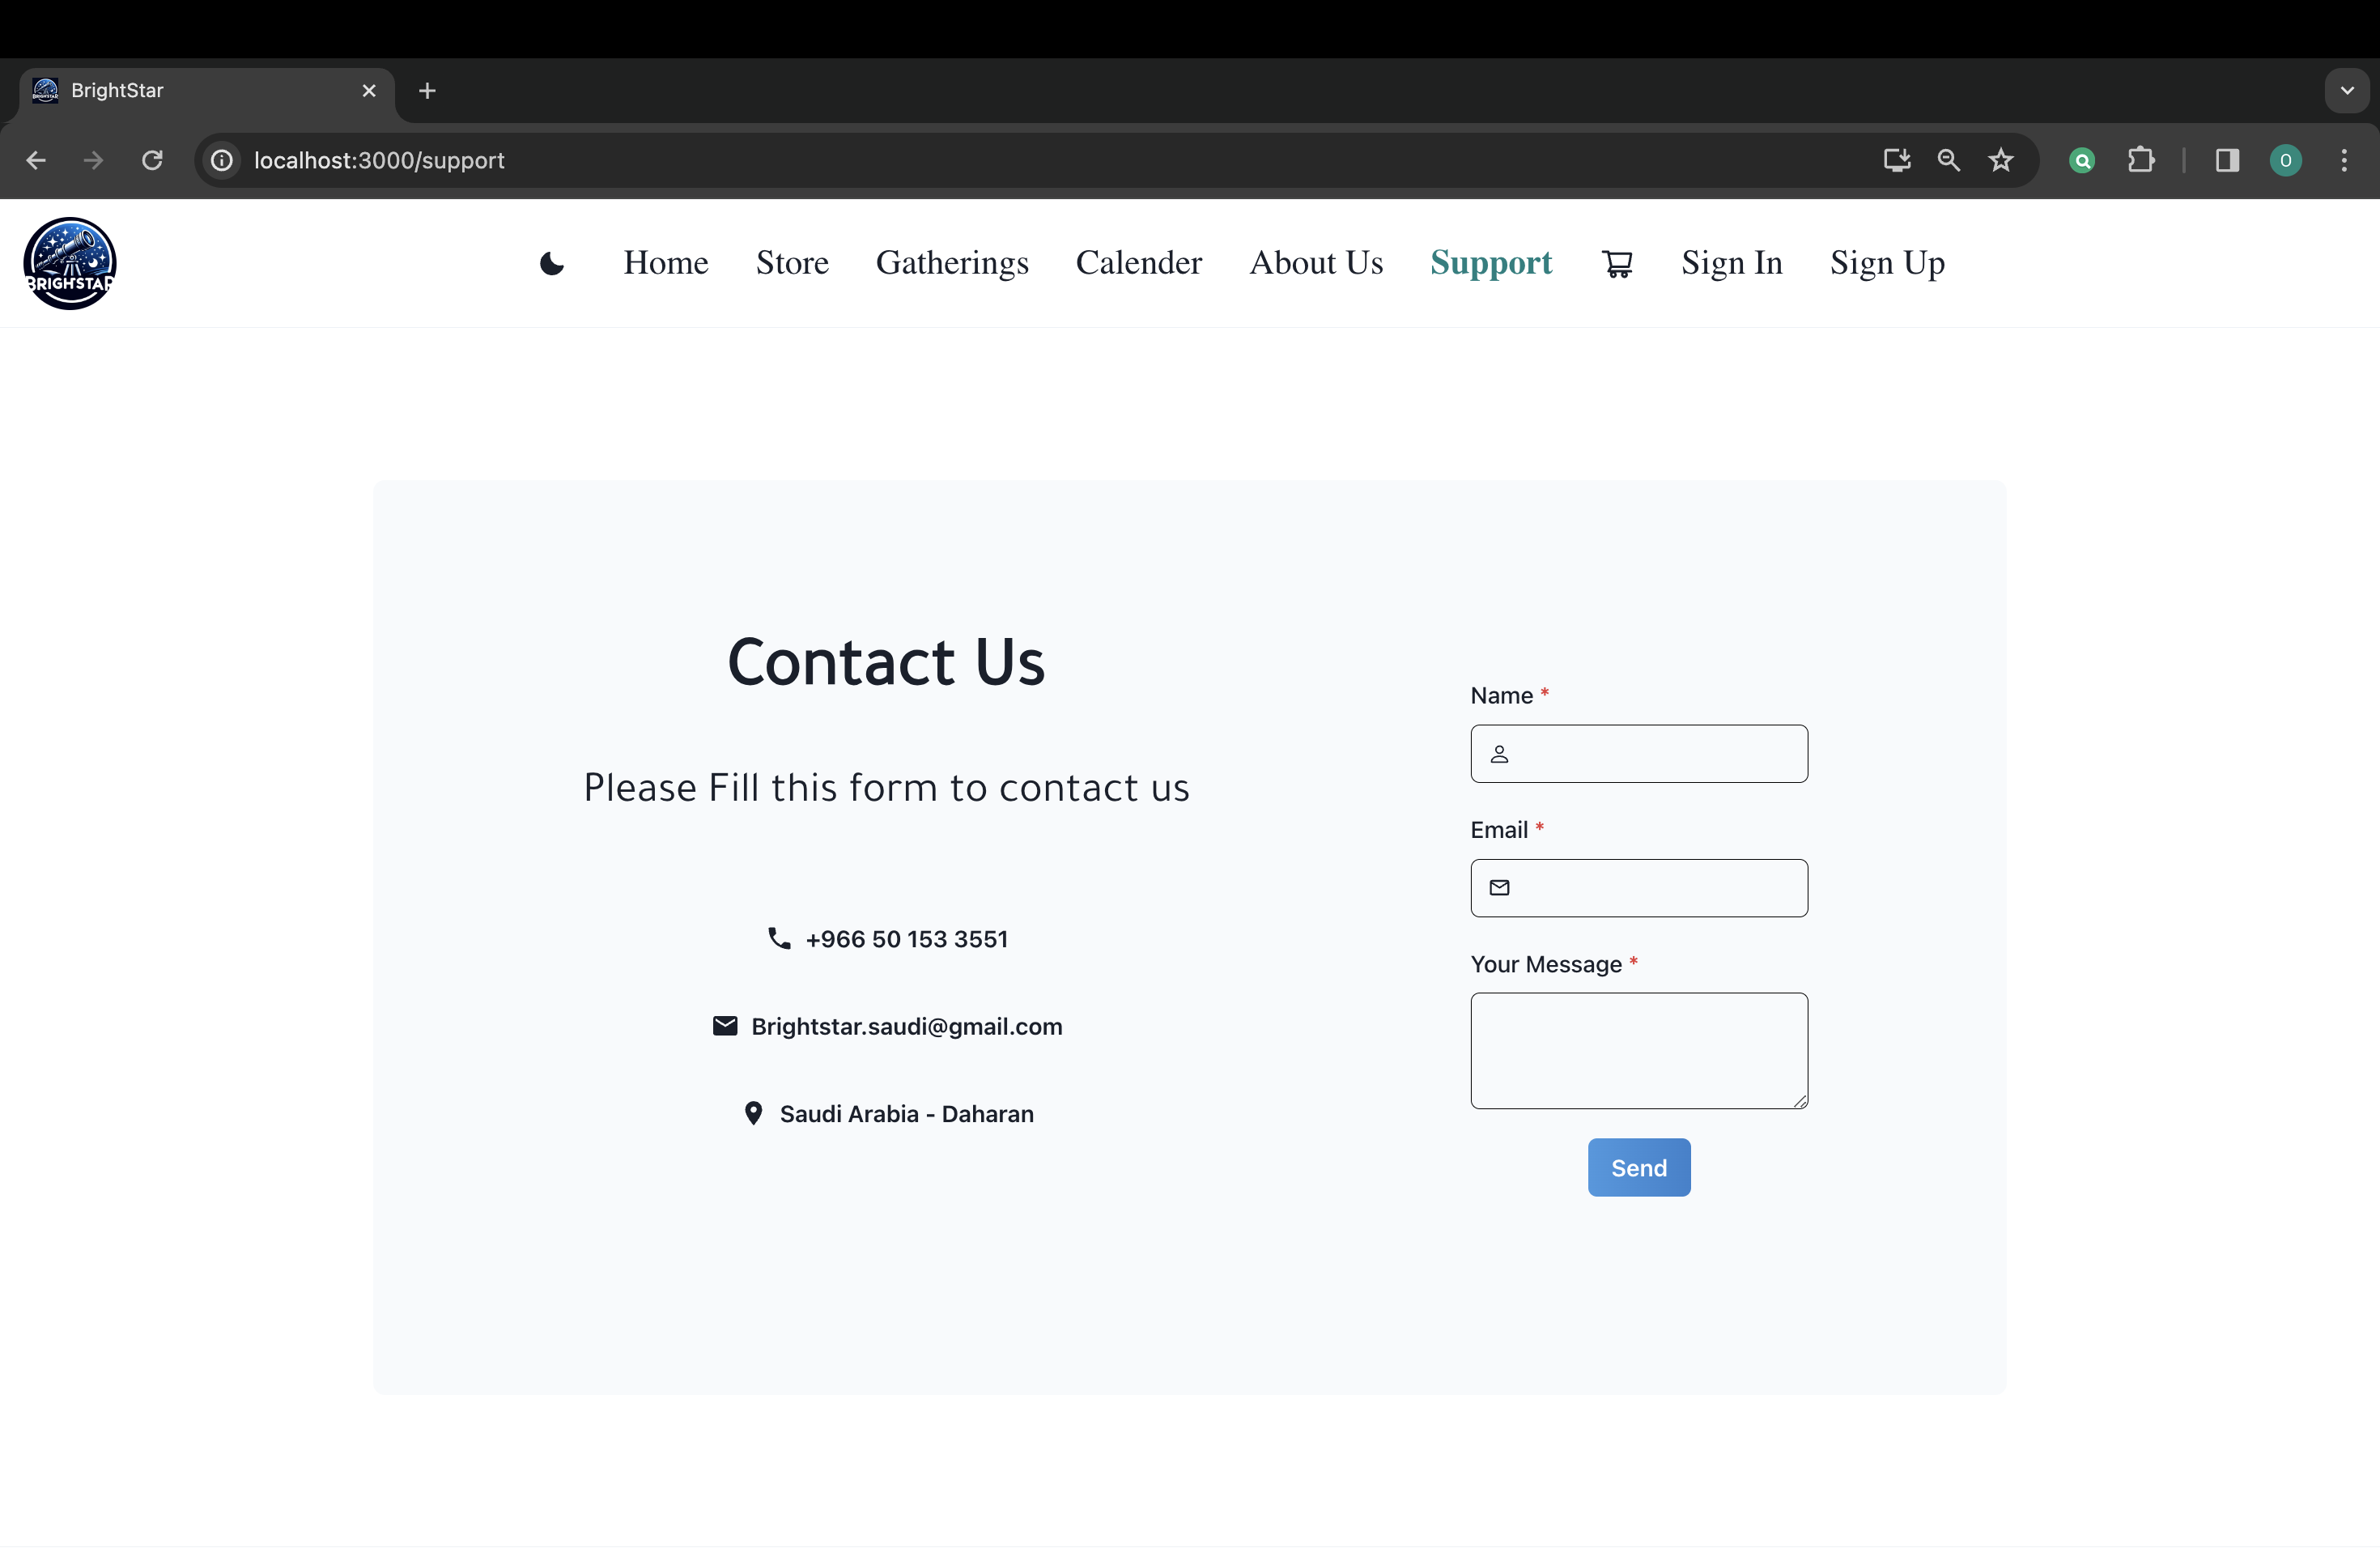 BrightStar
localhost:3000/support
BRIGHSTAR
Home Store Gatherings Calender About Us Support Sign In Sign Up
Contact Us
Please Fill this form to contact us
+966 50 153 3551
Brightstar.saudi@gmail.com
Saudi Arabia - Daharan
Name *
Email *
Your Message *
Send
O